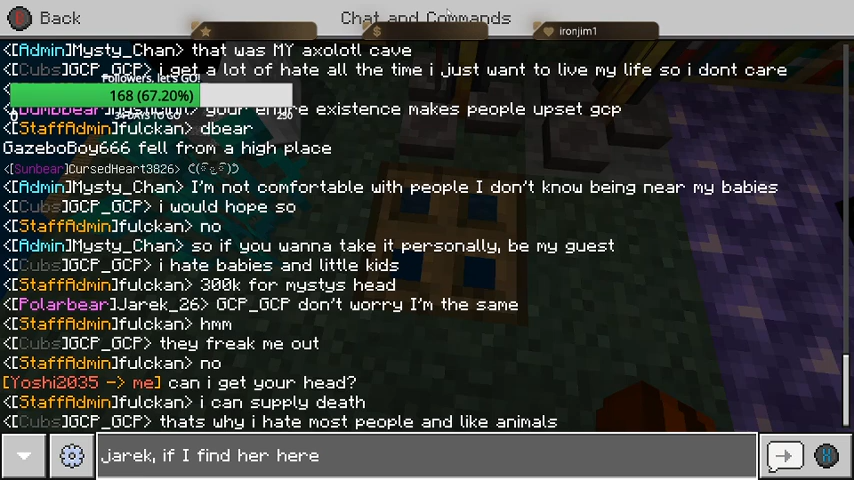 Back
Chat and Commands
ironjim1
<[Admin]Mysty_Chan> that was MY axolotl cave
<[Cubs]GCP_GCP> i get a lot of hate all the time i just want to live my life so i dont care
Followers, let's GO!
168 (67.20%)
0
34 DAYS TO GO
250
your entire existence makes people upset gcp
<[StaffAdmin]fulckan> dbear
GazeboBoy666 fell from a high place
<[Sunbear]CursedHeart3826>
<[Admin]Mysty_Chan> I'm not comfortable with people I don't know being near my babies
<[Cubs]GCP_GCP> i would hope so
<[StaffAdmin]fulckan> no
<[Admin]Mysty_Chan> so if you wanna take it personally, be my guest
<[Cubs]GCP_GCP> i hate babies and little kids
<[StaffAdmin]fulckan> 300k for mystys head
<[Polarbear]Jarek_26> GCP_GCP don't worry I'm the same
<[StaffAdmin]fulckan> hmm
<[Cubs]GCP_GCP> they freak me out
<[StaffAdmin]fulckan> no
[Yoshi2035 -> me] can i get your head?
<[StaffAdmin]fulckan> i can supply death
<[Cubs]GCP_GCP> thats why i hate most people and like animals
jarek, if I find her here